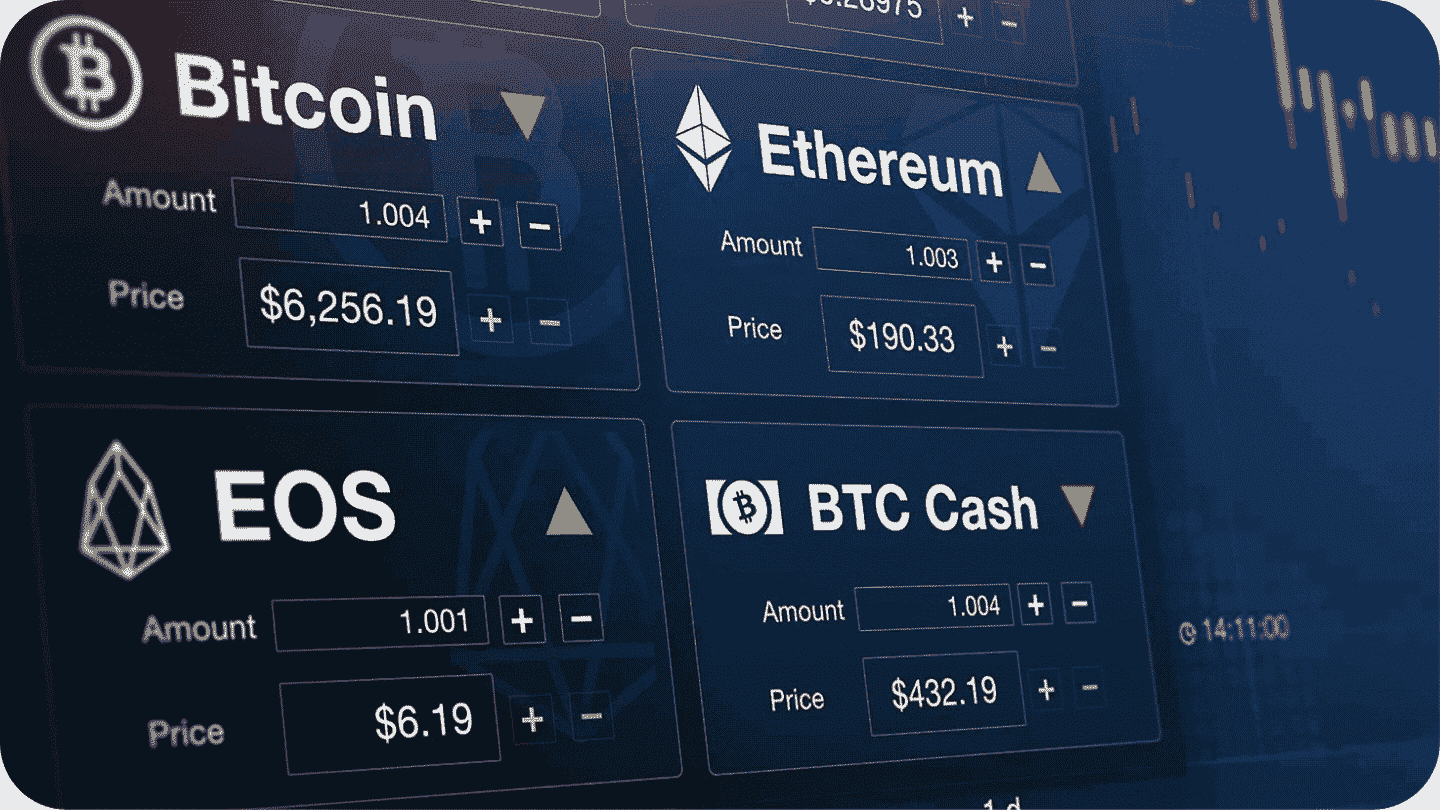 Bitcoin
Amount 1.004 + −
Price $6,256.19 + −
+ −
Ethereum
Amount 1.003 + −
Price $190.33 + −
EOS
Amount 1.001 + −
Price $6.19 + −
BTC Cash
Amount 1.004 + −
Price $432.19 + −
14:11:00